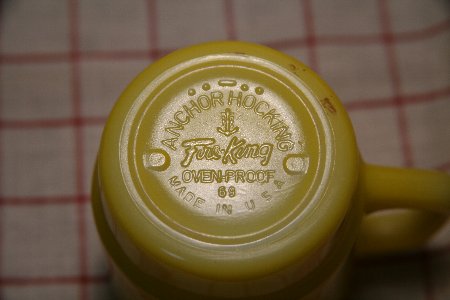 ANCHOR HOCKING
Fire-King
OVEN-PROOF
69
MADE IN U.S.A.